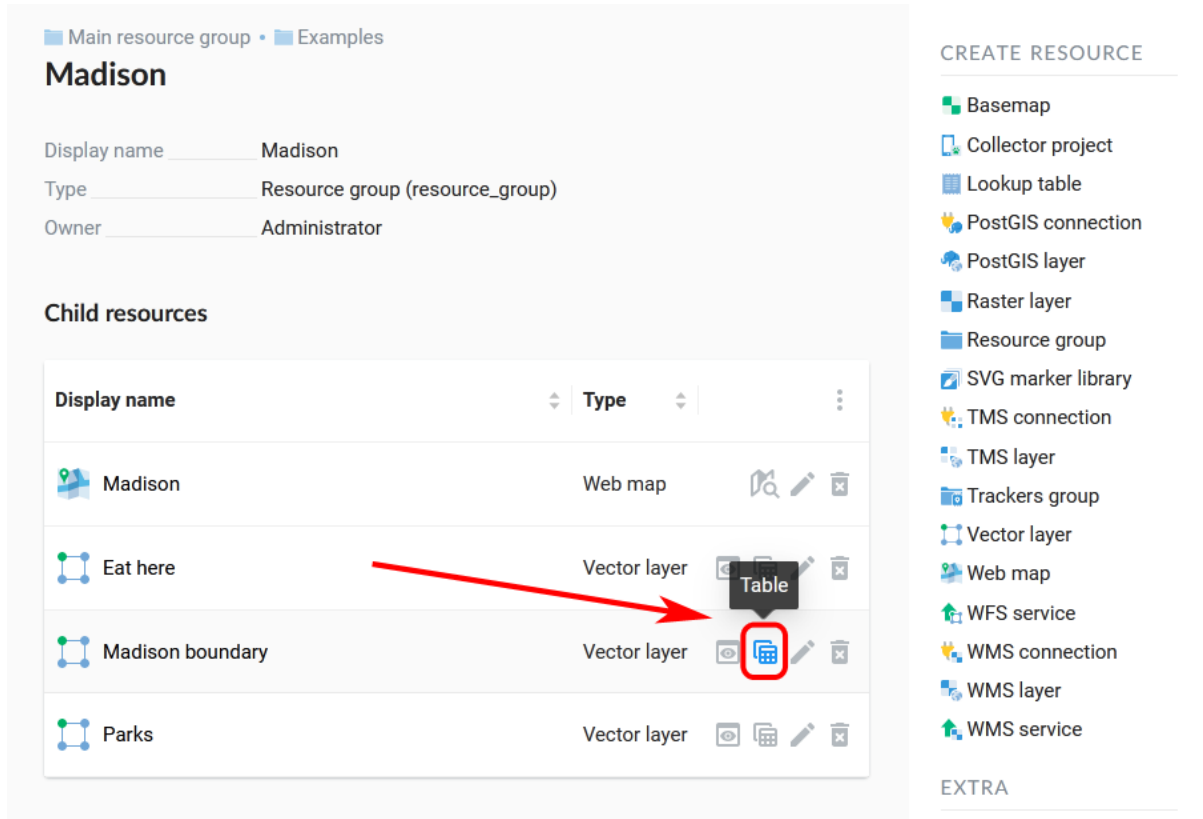 Main resource group • Examples
Madison
Display name Madison
Type Resource group (resource_group)
Owner Administrator
Child resources
Display name Type
Madison Web map
Eat here Vector layer
Table
Madison boundary Vector layer
Parks Vector layer
CREATE RESOURCE
Basemap
Collector project
Lookup table
PostGIS connection
PostGIS layer
Raster layer
Resource group
SVG marker library
TMS connection
TMS layer
Trackers group
Vector layer
Web map
WFS service
WMS connection
WMS layer
WMS service
EXTRA